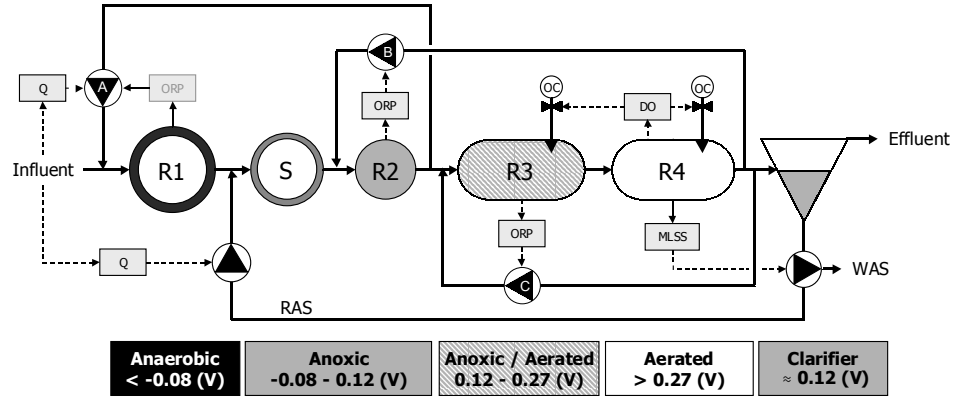 B
A
Q
ORP
OC
OC
ORP
DO
Effluent
Influent
R1
S
R2
R3
R4
ORP
MLSS
Q
WAS
C
RAS
Anaerobic
< -0.08 (V)
Anoxic
-0.08 - 0.12 (V)
Anoxic / Aerated
0.12 - 0.27 (V)
Aerated
> 0.27 (V)
Clarifier
≈ 0.12 (V)